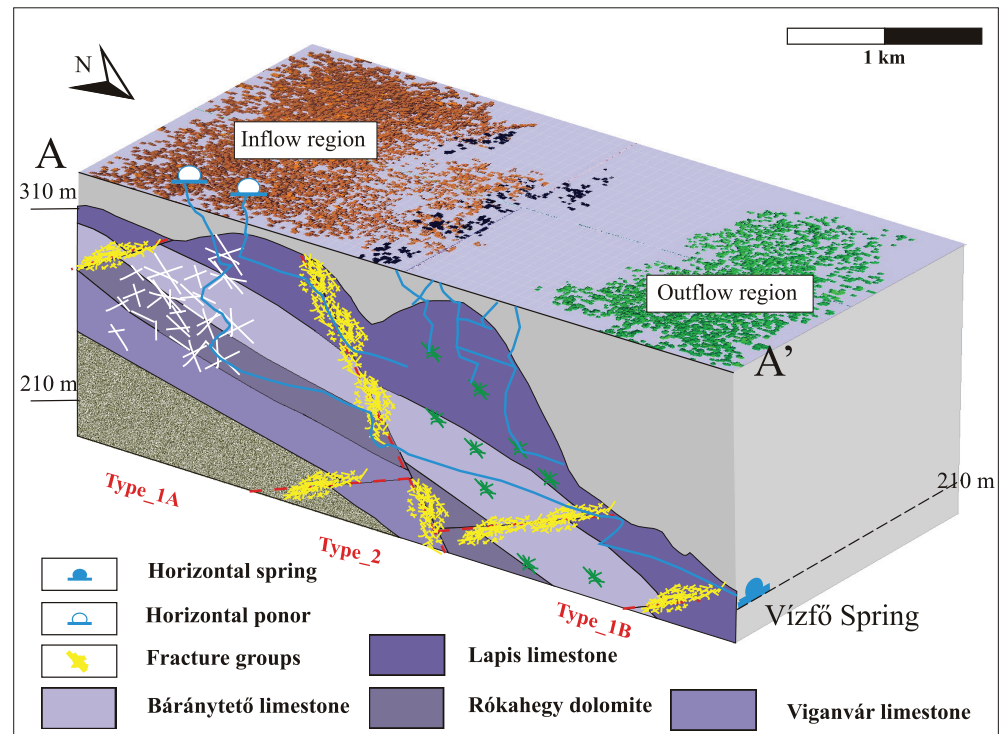 N
1 km
Inflow region
A
310 m
Outflow region
A'
210 m
210 m
Type_1A
Type_2
Type_1B
Vízfő Spring
Horizontal spring
Horizontal ponor
Fracture groups
Lapis limestone
Báránytető limestone
Rókahegy dolomite
Viganvár limestone